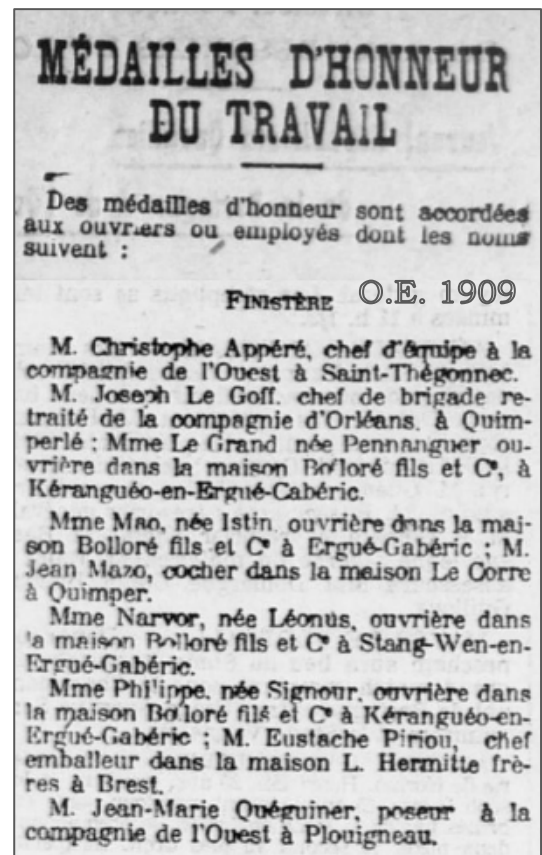 MÉDAILLES D'HONNEUR
DU TRAVAIL
Des médailles d'honneur sont accordées
aux ouvriers ou employés dont les noms
suivent :
FINISTÈRE O.E. 1909
M. Christophe Appéré, chef d'équipe à la
compagnie de l'Ouest à Saint-Thégonnec.
M. Joseph Le Goff, chef de brigade re-
traité de la compagnie d'Orléans, à Quim-
perlé ; Mme Le Grand née Pennanguer ou-
vrière dans la maison Bolloré fils et Cᵉ, à
Kéranguéo-en-Ergué-Cabéric.
Mme Mao, née Istin, ouvrière dans la mai-
son Bolloré fils et Cᵉ à Ergué-Gabéric ; M.
Jean Mazo, cocher dans la maison Le Corre
à Quimper.
Mme Narvor, née Léonus, ouvrière dans
la maison Bolloré fils et Cᵉ à Stang-Wen-en-
Ergué-Gabéric.
Mme Philippe, née Signour, ouvrière dans
la maison Bolloré fils et Cᵉ à Kéranguéo-en-
Ergué-Gabéric ; M. Eustache Piriou, chef
emballeur dans la maison L. Hermitte frè-
res à Brest.
M. Jean-Marie Quéguiner, poseur à la
compagnie de l'Ouest à Plouigneau.